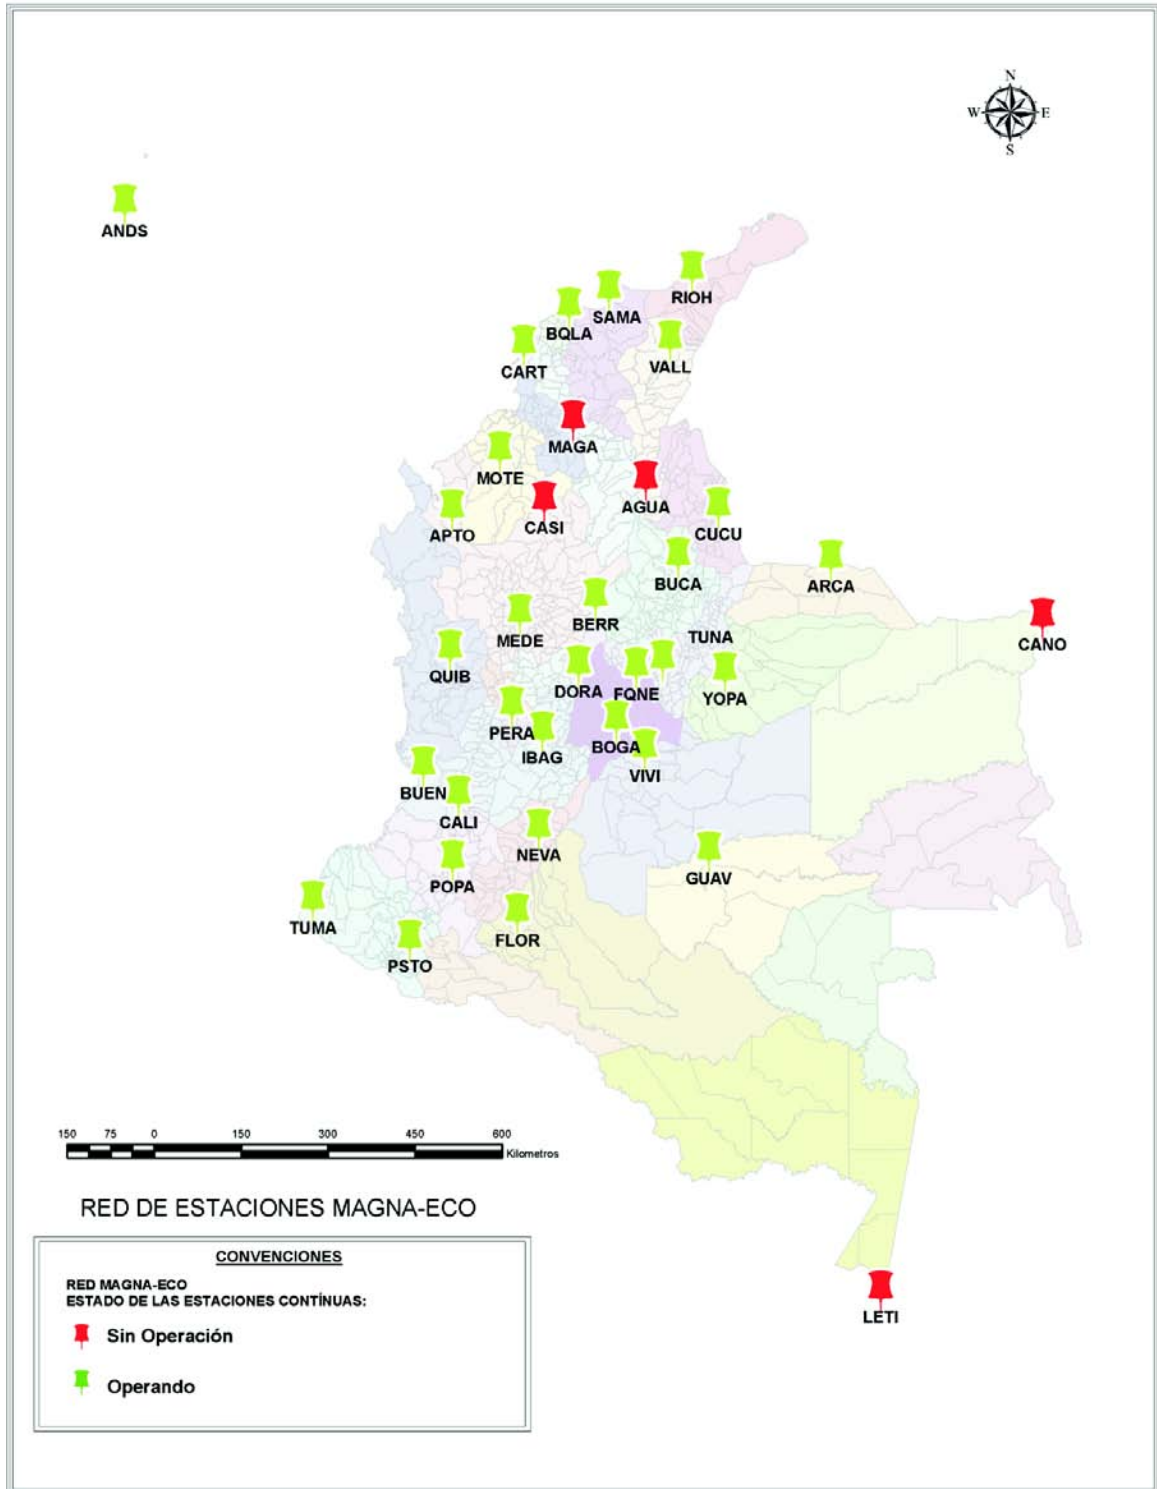 N
W E
S
ANDS
RIOH
SAMA
BQLA
VALL
CART
MAGA
MOTE
AGUA
CASI
CUCU
APTO
BUCA
ARCA
BERR
TUNA
MEDE
CANO
QUIB
DORA
FQNE
YOPA
PERA
BOGA
IBAG
VIVI
BUEN
CALI
NEVA
GUAV
POPA
TUMA
FLOR
PSTO
150 75 0 150 300 450 600
Kilometros
RED DE ESTACIONES MAGNA-ECO
CONVENCIONES
RED MAGNA-ECO
ESTADO DE LAS ESTACIONES CONTÍNUAS:
LETI
Sin Operación
Operando